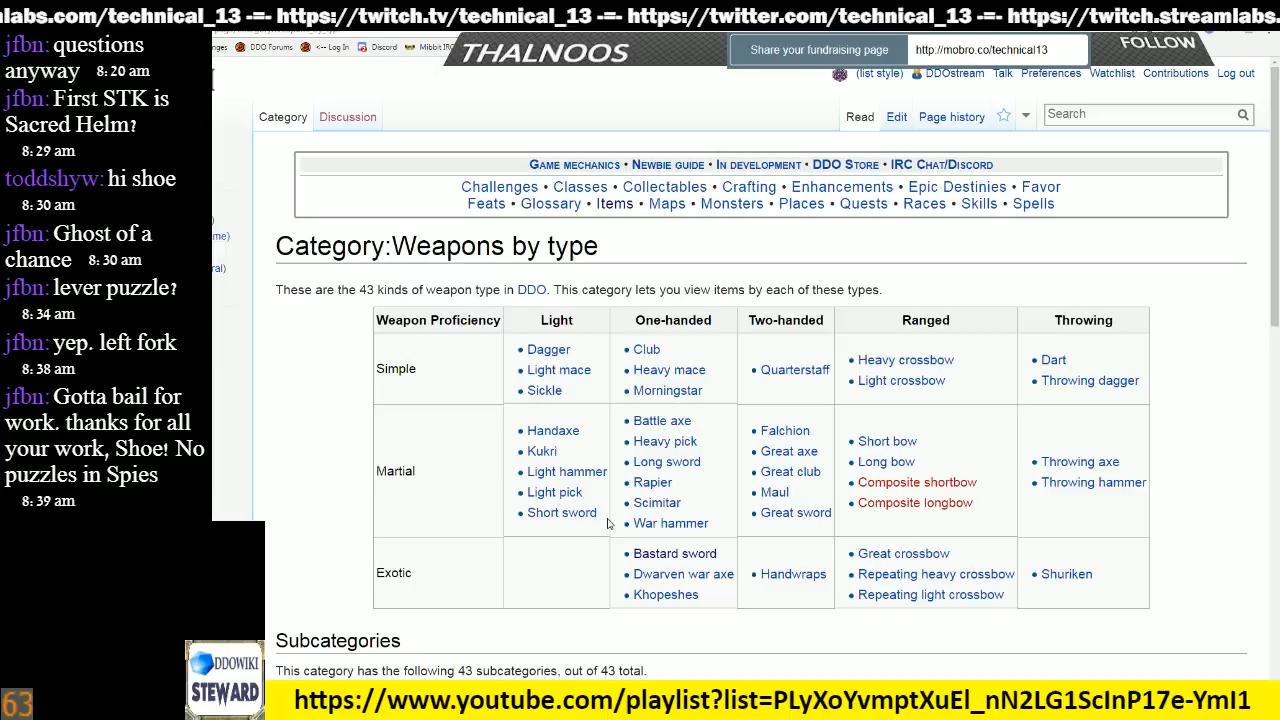 labs.com/technical_13 -=- https://twitch.tv/technical_13 -=- https://twitter.com/technical_13 -=- https://twitch.streamlabs.
jfbn: questions
anyway 8:20 am
jfbn: First STK is
Sacred Helm?
8:29 am
toddshyw: hi shoe
8:30 am
jfbn: Ghost of a
chance 8:30 am
jfbn: lever puzzle?
8:34 am
jfbn: yep. left fork
8:38 am
jfbn: Gotta bail for
work. thanks for all
your work, Shoe! No
puzzles in Spies
8:39 am
DDO Forums <-- Log In Discord Mibbit
THALNOOS
Share your fundraising page http://mobro.co/technical13
FOLLOW
(list style) DDOstream Talk Preferences Watchlist Contributions Log out
Category Discussion Read Edit Page history Search
Game mechanics • Newbie guide • In development • DDO Store • IRC Chat/Discord
Challenges • Classes • Collectables • Crafting • Enhancements • Epic Destinies • Favor
Feats • Glossary • Items • Maps • Monsters • Places • Quests • Races • Skills • Spells
Category:Weapons by type
These are the 43 kinds of weapon type in DDO. This category lets you view items by each of these types.
Weapon Proficiency Light One-handed Two-handed Ranged Throwing
Simple
• Dagger
• Light mace
• Sickle
• Club
• Heavy mace
• Morningstar
• Quarterstaff
• Heavy crossbow
• Light crossbow
• Dart
• Throwing dagger
Martial
• Handaxe
• Kukri
• Light hammer
• Light pick
• Short sword
• Battle axe
• Heavy pick
• Long sword
• Rapier
• Scimitar
• War hammer
• Falchion
• Great axe
• Great club
• Maul
• Great sword
• Short bow
• Long bow
• Composite shortbow
• Composite longbow
• Throwing axe
• Throwing hammer
Exotic
• Bastard sword
• Dwarven war axe
• Khopeshes
• Handwraps
• Great crossbow
• Repeating heavy crossbow
• Repeating light crossbow
• Shuriken
Subcategories
This category has the following 43 subcategories, out of 43 total.
DDOWIKI
STEWARD
63
https://www.youtube.com/playlist?list=PLyXoYvmptXuEl_nN2LG1ScInP17e-YmI1